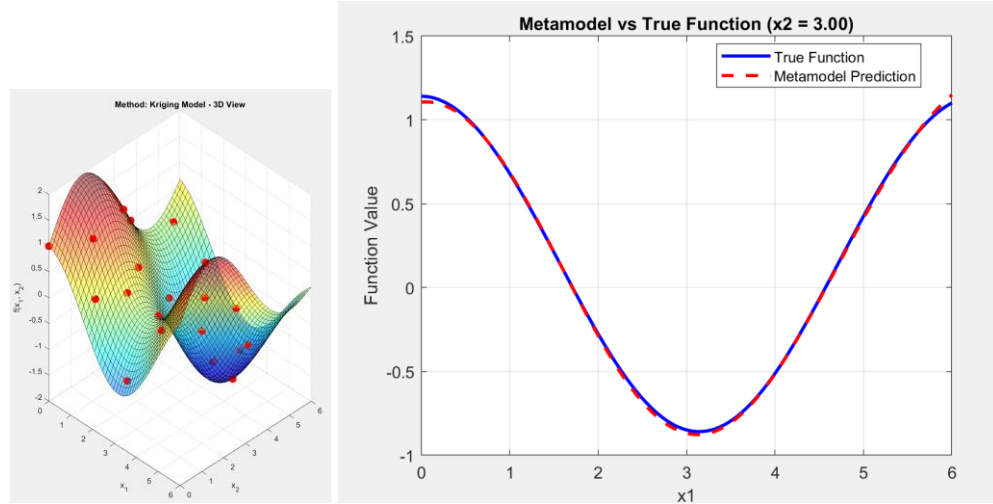 Method: Kriging Model - 3D View
2
1.5
1
0.5
0
-0.5
-1
-1.5
-2
f(x₁, x₂)
0
1
2
3
4
5
6
x₁
0
1
2
3
4
5
6
x₂
Metamodel vs True Function (x2 = 3.00)
1.5
1
0.5
0
-0.5
-1
Function Value
True Function
Metamodel Prediction
0 1 2 3 4 5 6
x1